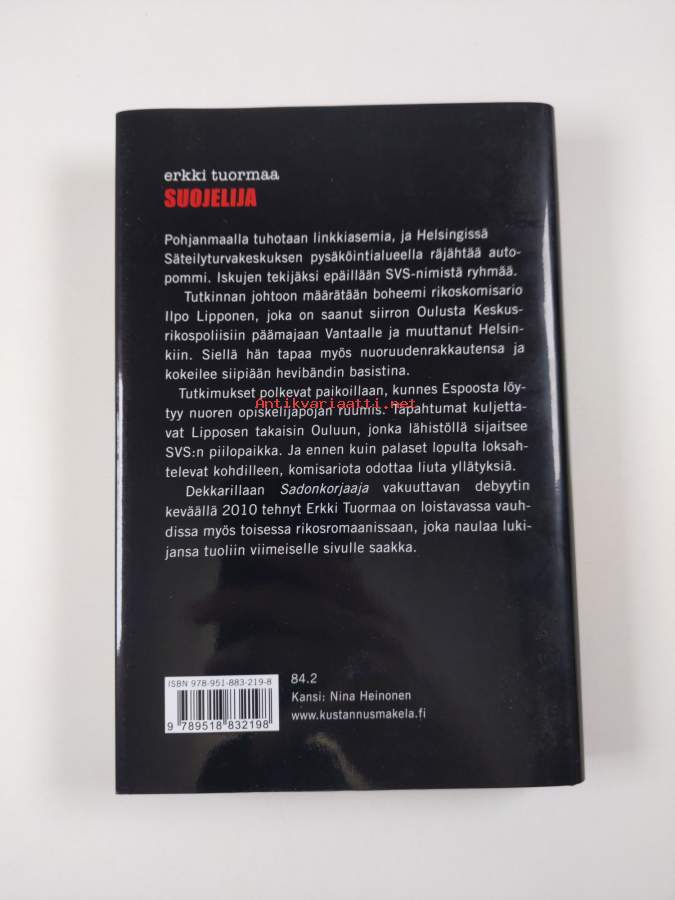 erkki tuormaa
SUOJELIJA
Pohjanmaalla tuhotaan linkkiasemia, ja Helsingissä
Säteilyturvakeskuksen pysäköintialueella räjähtää auto-
pommi. Iskujen tekijäksi epäillään SVS-nimistä ryhmää.
Tutkinnan johtoon määrätään boheemi rikoskomisario
Ilpo Lipponen, joka on saanut siirron Oulusta Keskus-
rikospoliisiin päämajaan Vantaalle ja muuttanut Helsin-
kiin. Siellä hän tapaa myös nuoruudenrakkautensa ja
kokeilee siipiään hevibändin basistina.
Tutkimukset polkevat paikoillaan, kunnes Espoosta löy-
Antikvariaatti.net
tyy nuoren opiskelijapojan ruumis. Tapahtumat kuljetta-
vat Lipposen takaisin Ouluun, jonka lähistöllä sijaitsee
SVS:n piilopaikka. Ja ennen kuin palaset lopulta loksah-
televat kohdilleen, komisariota odottaa liuta yllätyksiä.
Dekkarillaan Sadonkorjaaja vakuuttavan debyytin
keväällä 2010 tehnyt Erkki Tuormaa on loistavassa vauh-
dissa myös toisessa rikosromaanissaan, joka naulaa luki-
jansa tuoliin viimeiselle sivulle saakka.
ISBN 978-951-883-219-8
9 789518 832198
84.2
Kansi: Nina Heinonen
www.kustannusmakela.fi